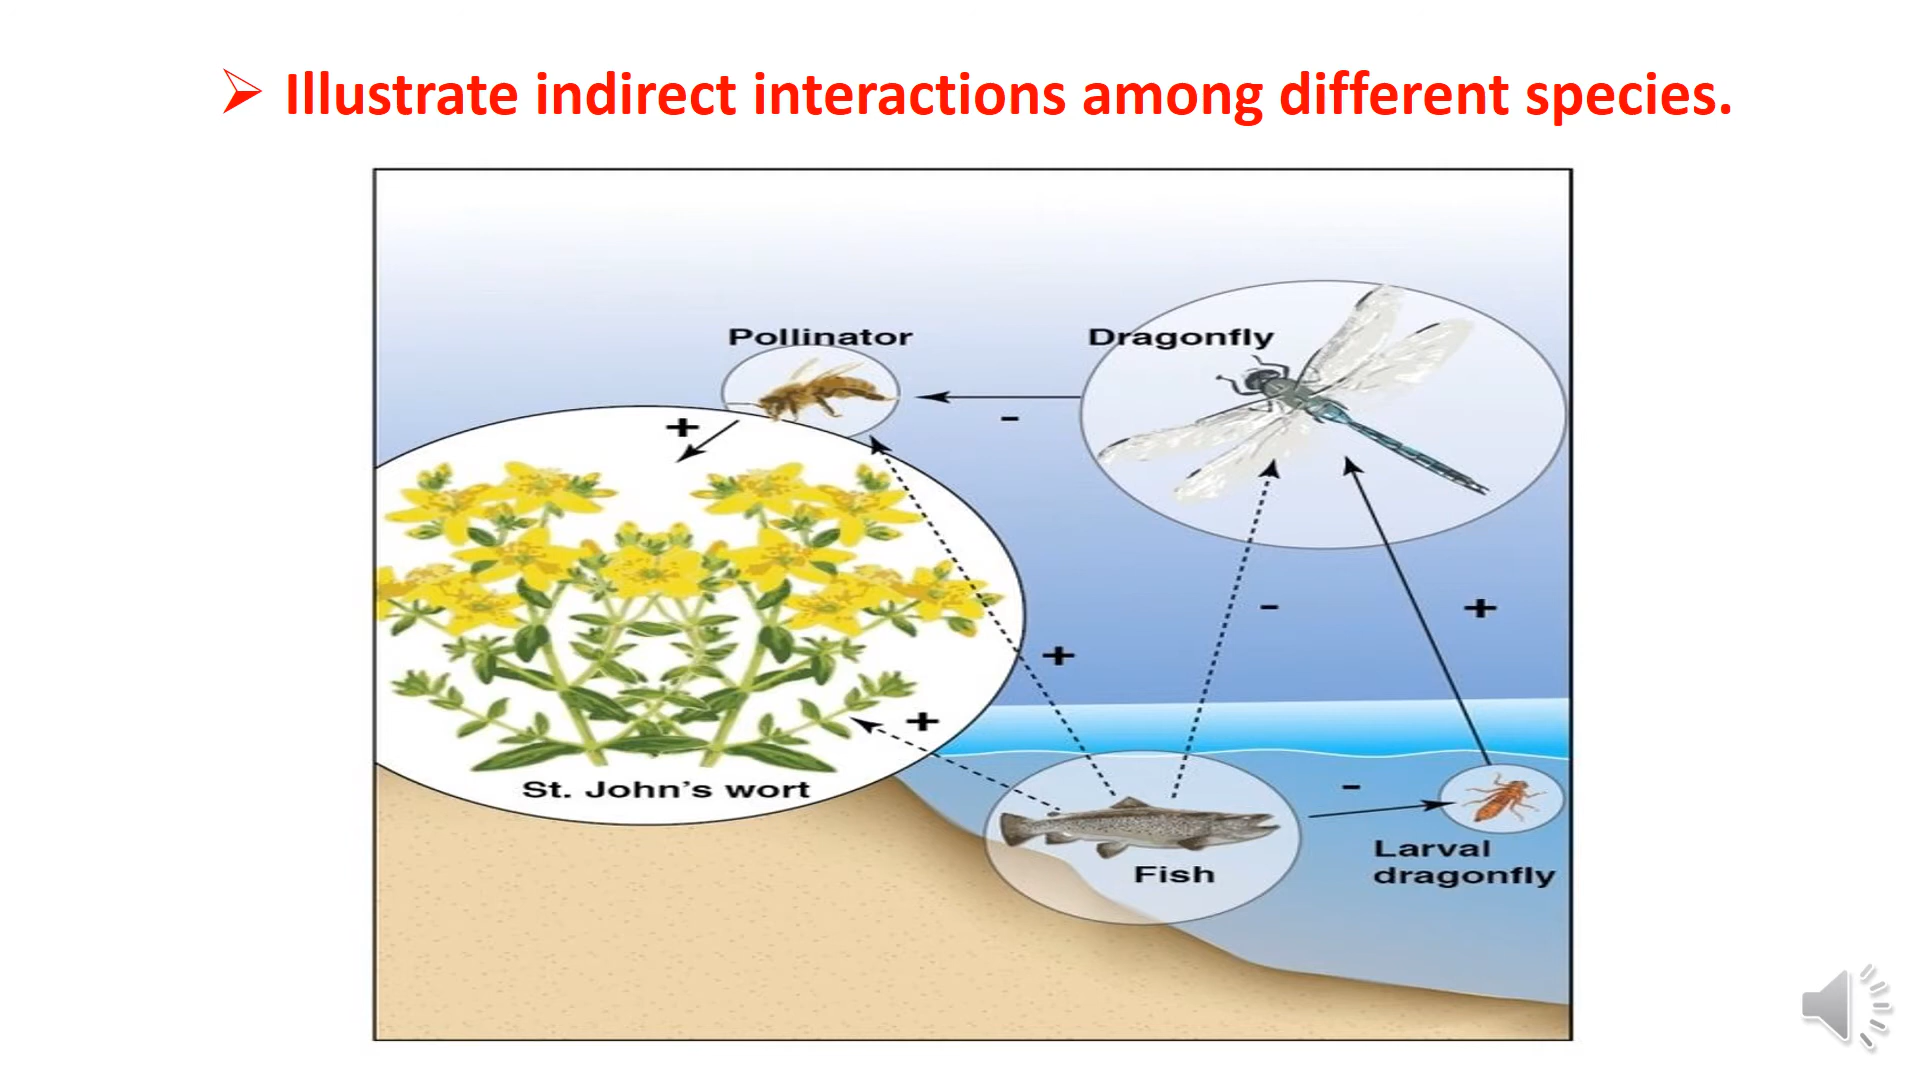 Illustrate indirect interactions among different species.
Pollinator
Dragonfly
+
-
-
+
+
+
St. John's wort
-
Larval
dragonfly
Fish